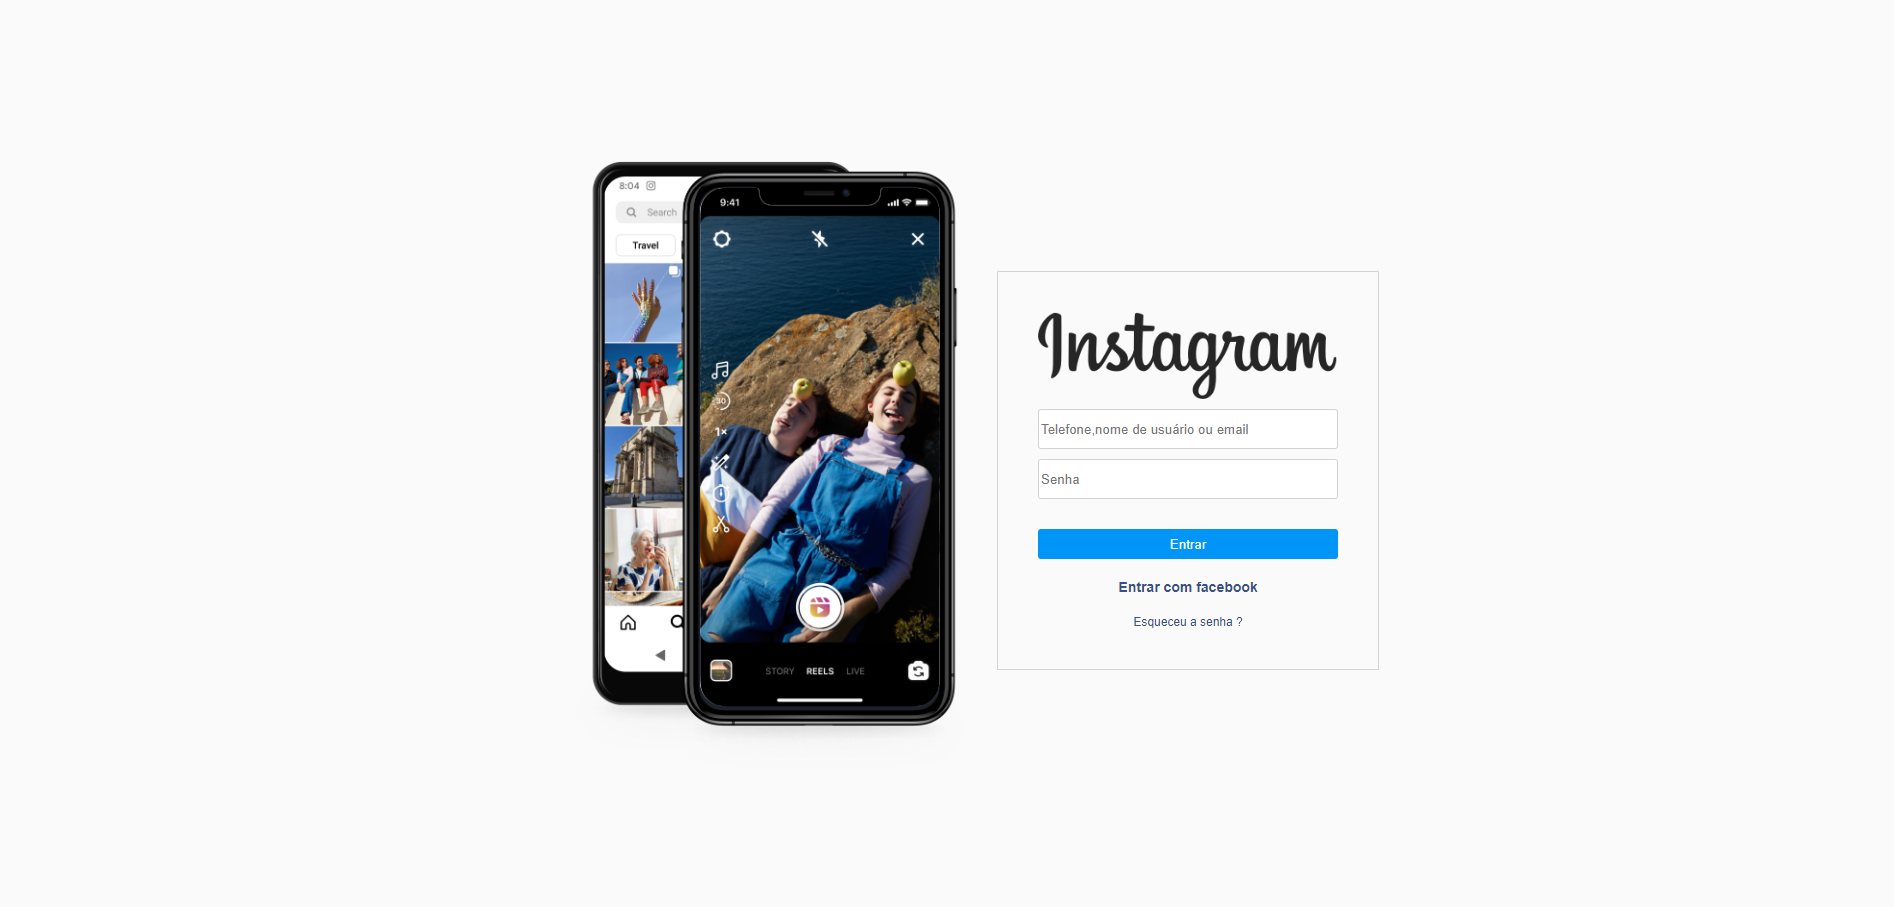 8:04
Search
Travel
9:41
30
1×
STORY REELS LIVE
Instagram
Telefone,nome de usuário ou email
Senha
Entrar
Entrar com facebook
Esqueceu a senha ?